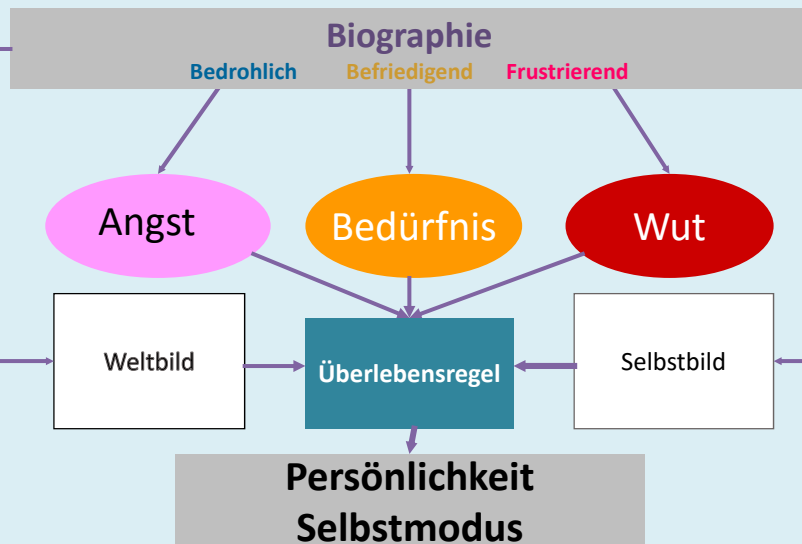 Biographie
Bedrohlich Befriedigend Frustrierend
Angst Bedürfnis Wut
Weltbild Überlebensregel Selbstbild
Persönlichkeit
Selbstmodus